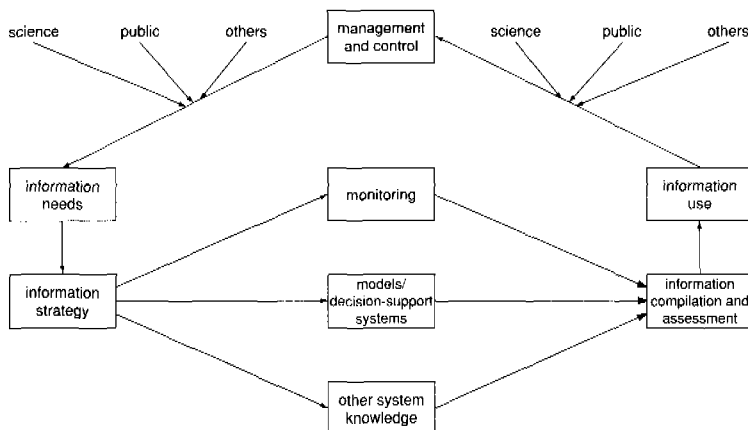 science
public
others
management
and control
science
public
others
information
needs
monitoring
information
use
information
strategy
models/
decision-support
systems
information
compilation and
assessment
other system
knowledge